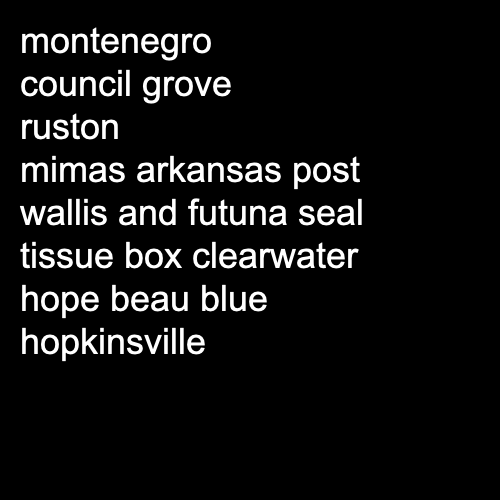 montenegro
council grove
ruston
mimas arkansas post
wallis and futuna seal
tissue box clearwater
hope beau blue
hopkinsville